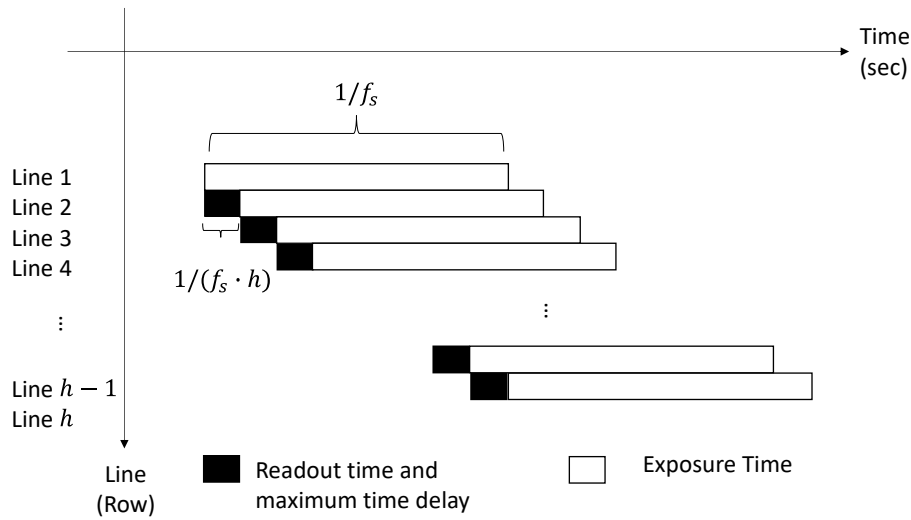 Time
(sec)
1/f_s
Line 1
Line 2
Line 3
Line 4
1/(f_s · h)
⋮
⋮
Line h − 1
Line h
Line
(Row)
Readout time and
maximum time delay
Exposure Time